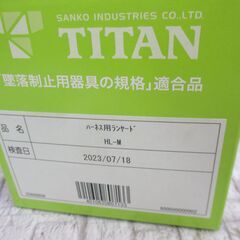 SANKO INDUSTRIES CO.,LTD.
TITAN
「墜落制止用器具の規格」適合品
品 名
ﾊｰﾈｽ用ﾗﾝﾔｰﾄﾞ
HL-M
検査日
2023/07/18